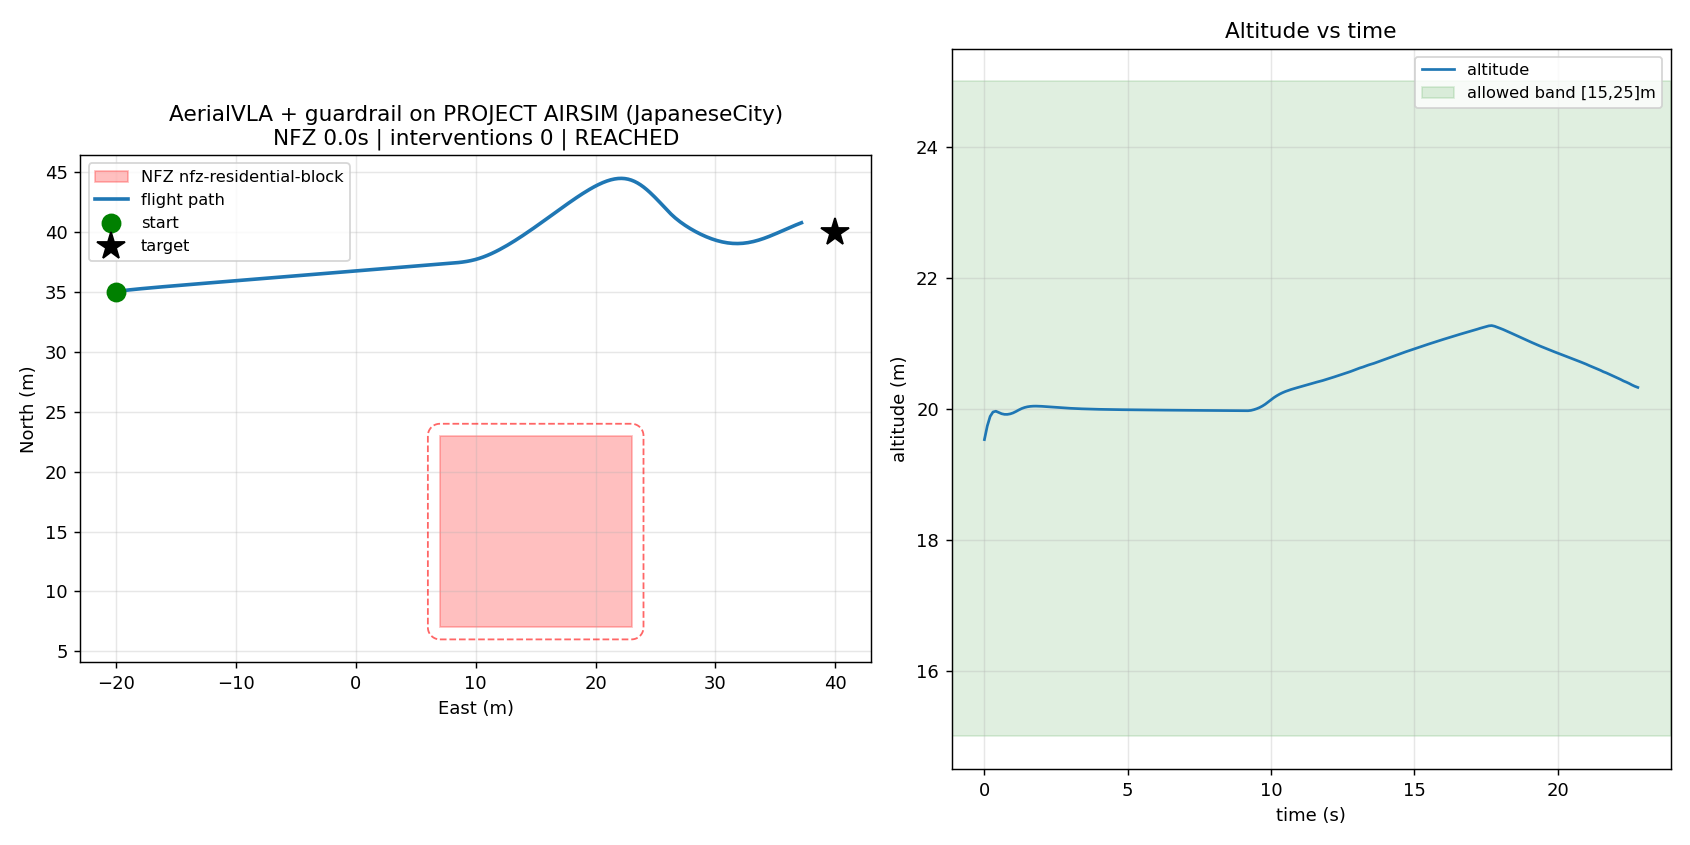 AerialVLA + guardrail on PROJECT AIRSIM (JapaneseCity)
NFZ 0.0s | interventions 0 | REACHED
NFZ nfz-residential-block
flight path
start
target
45
40
35
30
25
20
15
10
5
North (m)
−20
−10
0
10
20
30
40
East (m)
Altitude vs time
altitude
allowed band [15,25]m
24
22
20
18
16
altitude (m)
0
5
10
15
20
time (s)